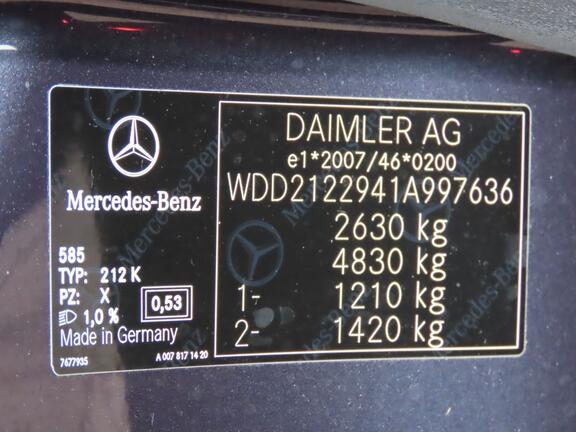 Mercedes-Benz
585
TYP: 212 K
PZ: X 0,53
1,0 %
Made in Germany
7677935 A 007 817 14 20
DAIMLER AG
e1*2007/46*0200
WDD2122941A997636
2630 kg
4830 kg
1- 1210 kg
2- 1420 kg